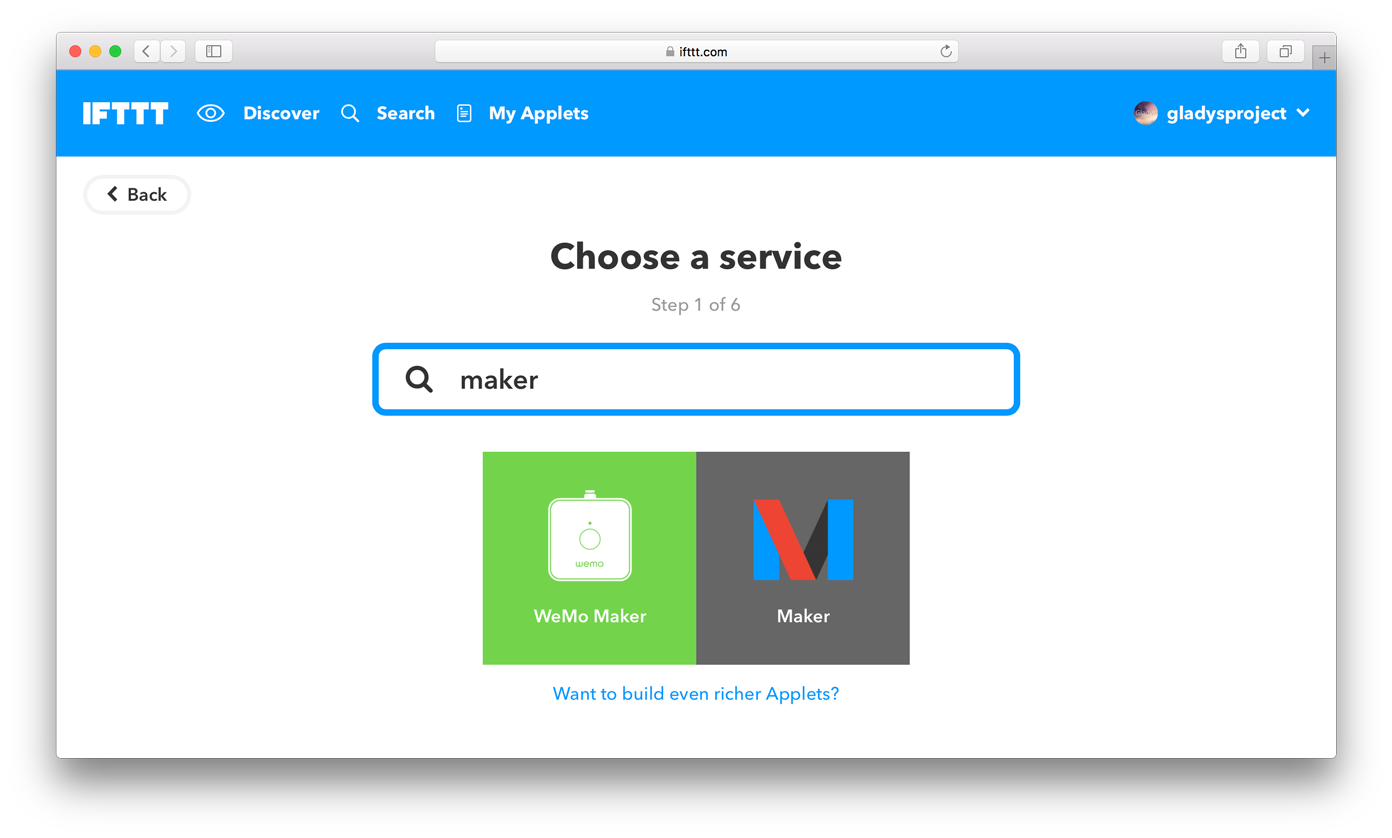 ifttt.com
IFTTT Discover Search My Applets gladysproject
Back
Choose a service
Step 1 of 6
maker
wemo
WeMo Maker Maker
Want to build even richer Applets?